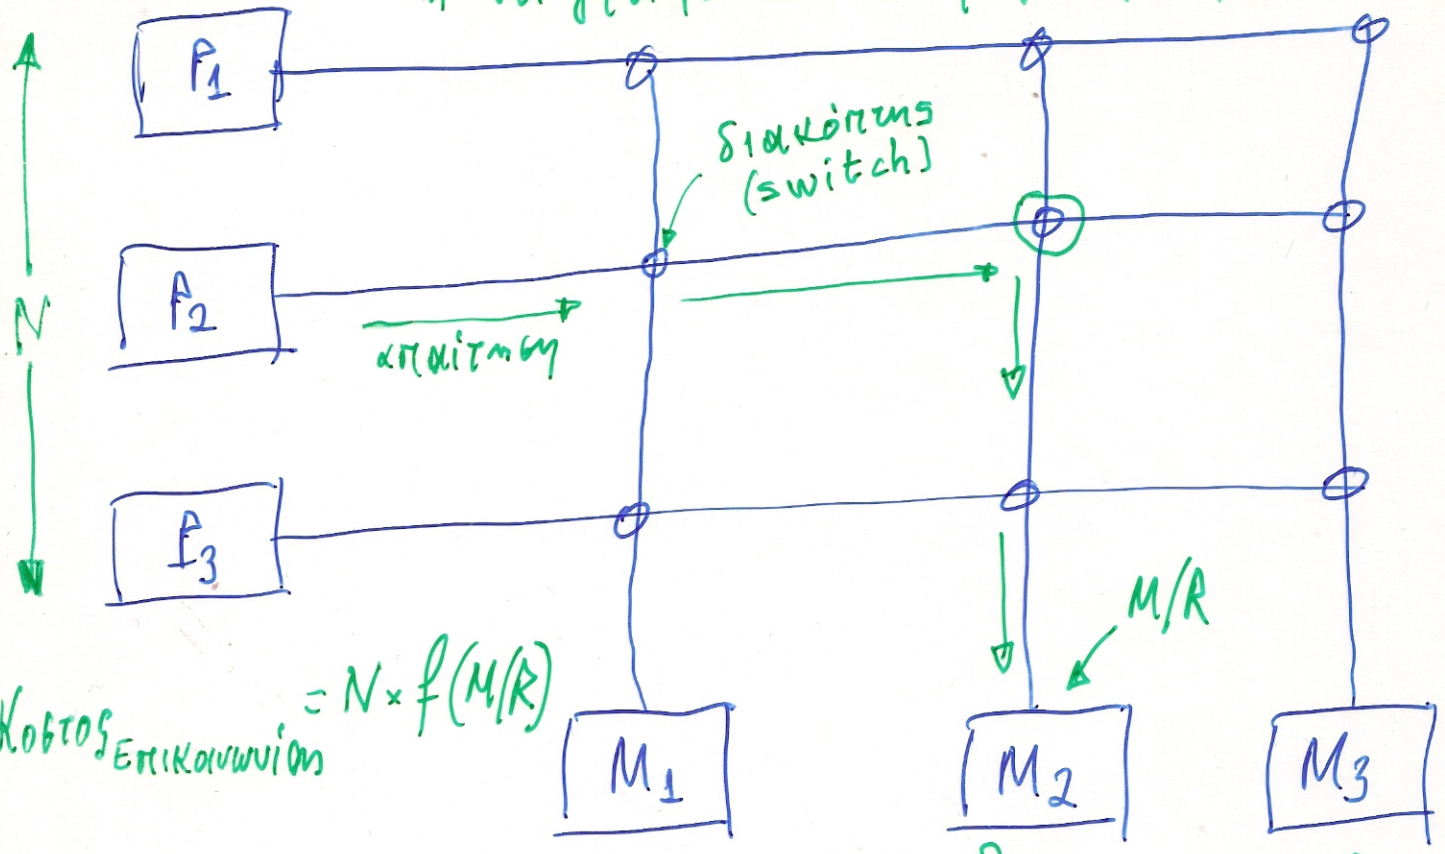 P1
διακόπτης
(switch)
P2
N
απαίτηση
P3
M/R
Κόστος Επικοινωνίας = N × f(M/R)
M1
M2
M3